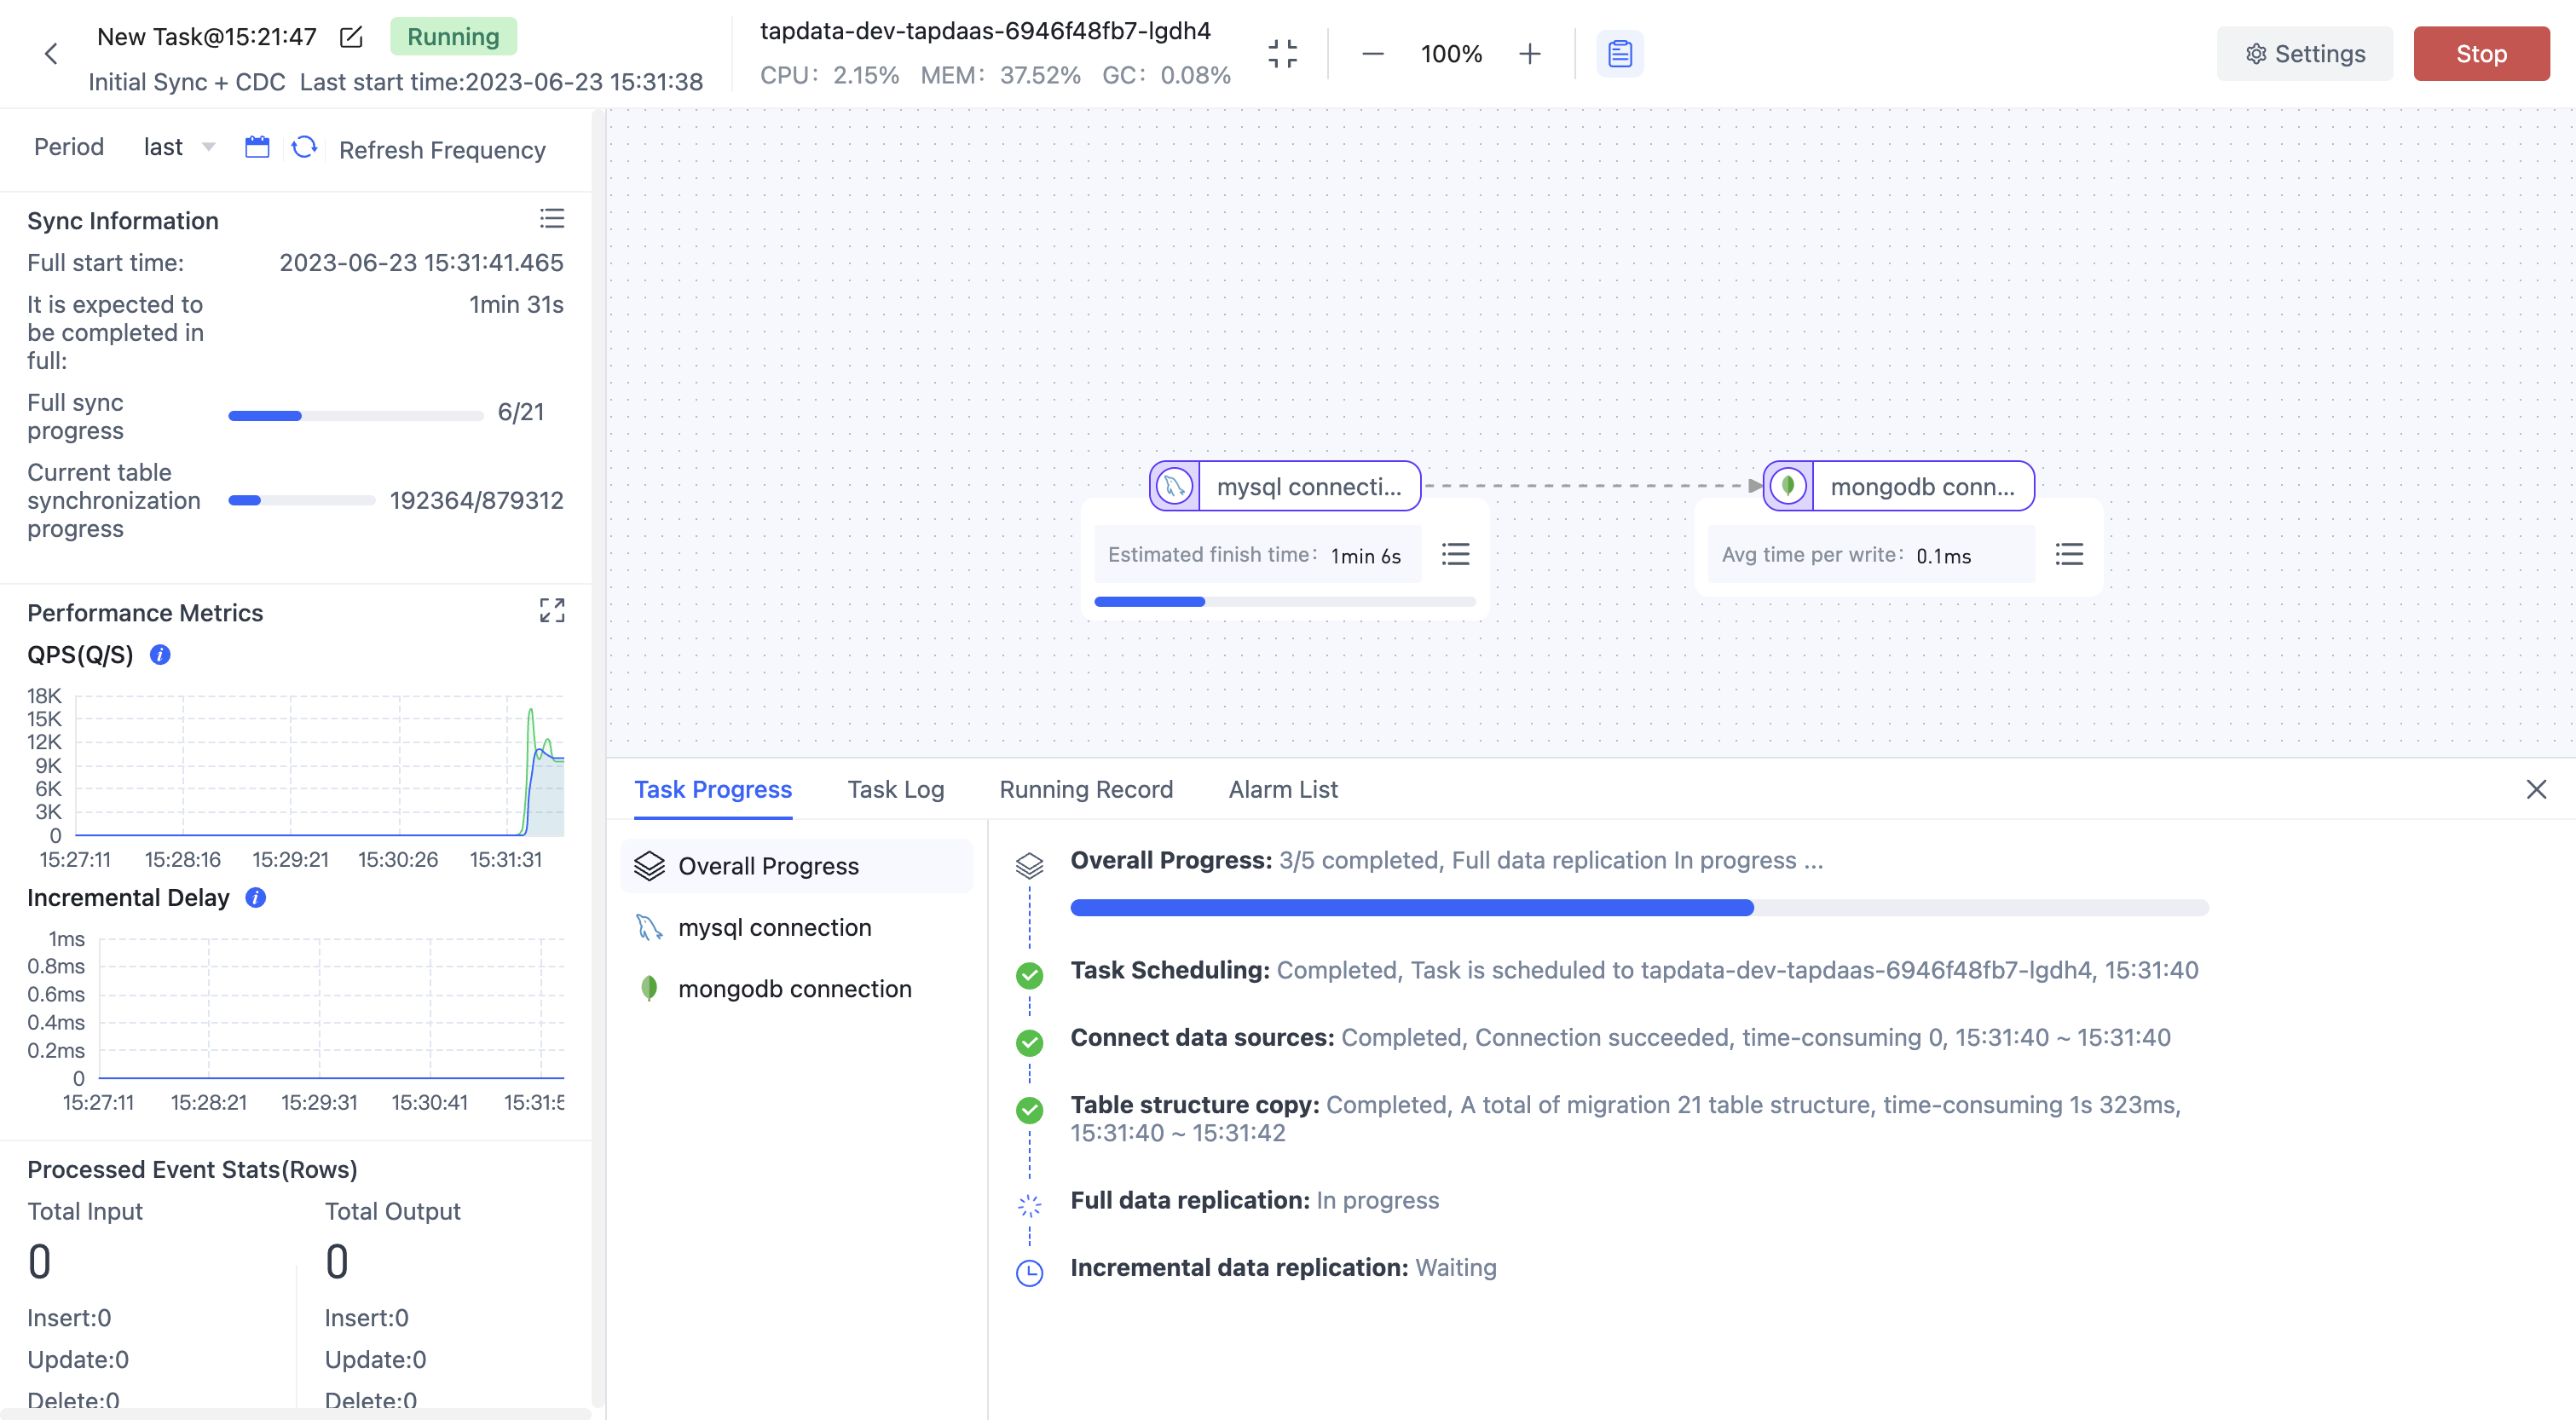 New Task@15:21:47 Running
Initial Sync + CDC Last start time:2023-06-23 15:31:38
tapdata-dev-tapdaas-6946f48fb7-lgdh4
CPU: 2.15% MEM: 37.52% GC: 0.08%
100%
Settings
Stop
Period last Refresh Frequency
Sync Information
Full start time: 2023-06-23 15:31:41.465
It is expected to 1min 31s
be completed in
full:
Full sync
progress
6/21
Current table
synchronization
progress
192364/879312
Performance Metrics
QPS(Q/S)
18K
15K
12K
9K
6K
3K
0
15:27:11 15:28:16 15:29:21 15:30:26 15:31:31
Incremental Delay
1ms
0.8ms
0.6ms
0.4ms
0.2ms
0
15:27:11 15:28:21 15:29:31 15:30:41 15:31:5
Processed Event Stats(Rows)
Total Input Total Output
0 0
Insert:0 Insert:0
Update:0 Update:0
Delete:0 Delete:0
mysql connecti...
Estimated finish time: 1min 6s
mongodb conn...
Avg time per write: 0.1ms
Task Progress Task Log Running Record Alarm List
Overall Progress
mysql connection
mongodb connection
Overall Progress: 3/5 completed, Full data replication In progress ...
Task Scheduling: Completed, Task is scheduled to tapdata-dev-tapdaas-6946f48fb7-lgdh4, 15:31:40
Connect data sources: Completed, Connection succeeded, time-consuming 0, 15:31:40 ~ 15:31:40
Table structure copy: Completed, A total of migration 21 table structure, time-consuming 1s 323ms,
15:31:40 ~ 15:31:42
Full data replication: In progress
Incremental data replication: Waiting